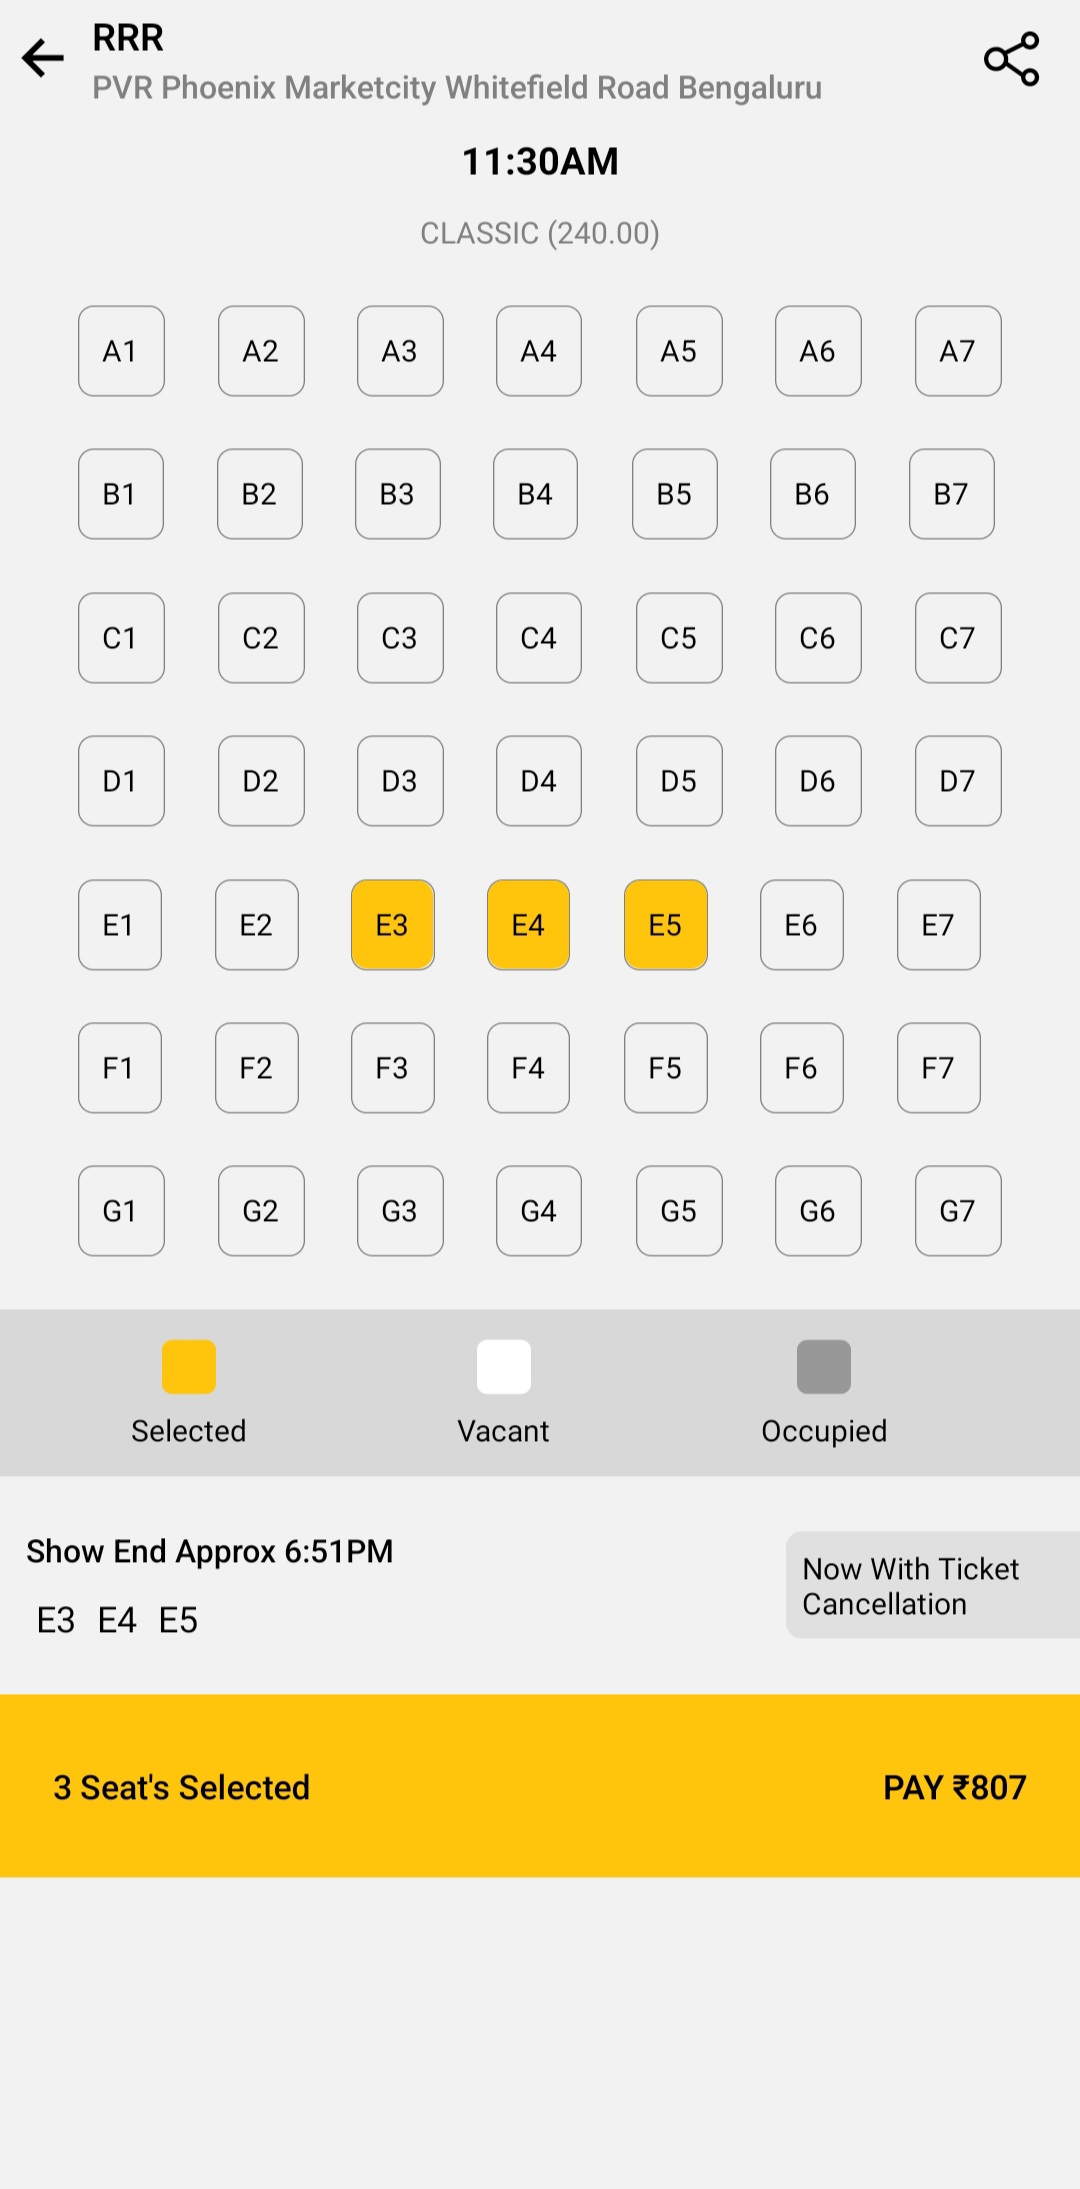 RRR
PVR Phoenix Marketcity Whitefield Road Bengaluru
11:30AM
CLASSIC (240.00)
A1 A2 A3 A4 A5 A6 A7
B1 B2 B3 B4 B5 B6 B7
C1 C2 C3 C4 C5 C6 C7
D1 D2 D3 D4 D5 D6 D7
E1 E2 E3 E4 E5 E6 E7
F1 F2 F3 F4 F5 F6 F7
G1 G2 G3 G4 G5 G6 G7
Selected Vacant Occupied
Show End Approx 6:51PM
E3 E4 E5
Now With Ticket
Cancellation
3 Seat's Selected PAY ₹807